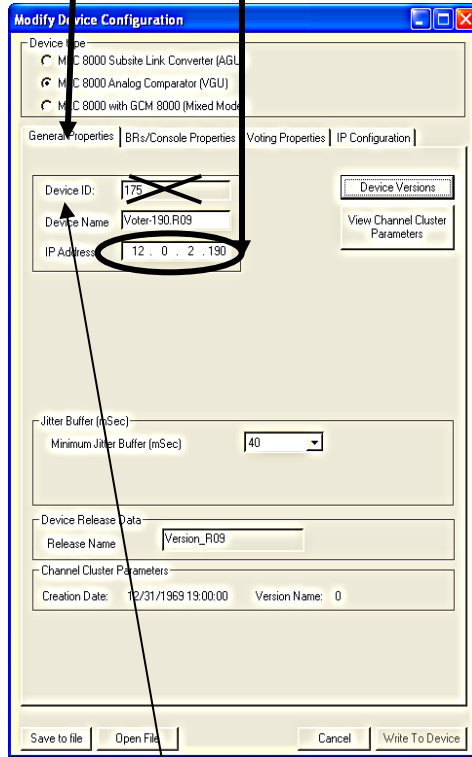 Modify Device Configuration
Device type
MLC 8000 Subsite Link Converter (AGU
MLC 8000 Analog Comparator (VGU)
MLC 8000 with GCM 8000 (Mixed Mode
General Properties BRs/Console Properties Voting Properties IP Configuration
Device ID: 175 Device Versions
Device Name Voter-190.R09 View Channel Cluster
Parameters
IP Address 12 . 0 . 2 .190
Jitter Buffer (mSec)
Minimum Jitter Buffer (mSec) 40
Device Release Data
Release Name Version_R09
Channel Cluster Parameters
Creation Date: 12/31/1969 19:00:00 Version Name: 0
Save to file Open File Cancel Write To Device